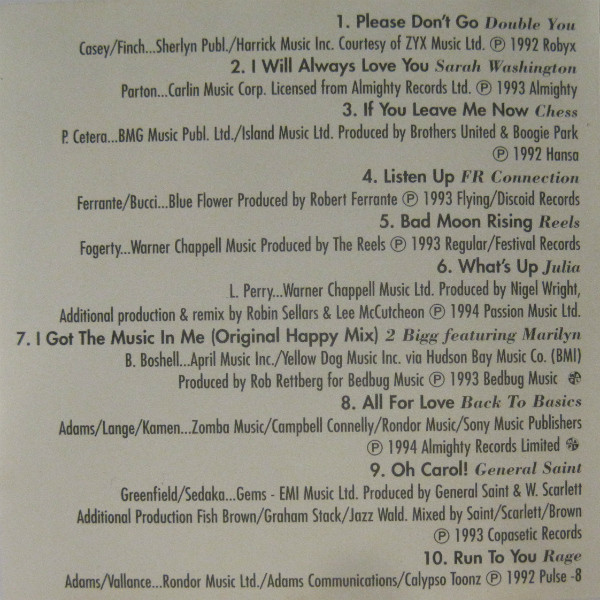 1. Please Don't Go Double You
Casey/Finch...Sherlyn Publ./Harrick Music Inc. Courtesy of ZYX Music Ltd. Ⓟ 1992 Robyx
2. I Will Always Love You Sarah Washington
Parton...Carlin Music Corp. Licensed from Almighty Records Ltd. Ⓟ 1993 Almighty
3. If You Leave Me Now Chess
P. Cetera...BMG Music Publ. Ltd./Island Music Ltd. Produced by Brothers United & Boogie Park
Ⓟ 1992 Hansa
4. Listen Up FR Connection
Ferrante/Bucci...Blue Flower Produced by Robert Ferrante Ⓟ 1993 Flying/Discoid Records
5. Bad Moon Rising Reels
Fogerty...Warner Chappell Music Produced by The Reels Ⓟ 1993 Regular/Festival Records
6. What's Up Julia
L. Perry...Warner Chappell Music Ltd. Produced by Nigel Wright,
Additional production & remix by Robin Sellars & Lee McCutcheon Ⓟ 1994 Passion Music Ltd.
7. I Got The Music In Me (Original Happy Mix) 2 Bigg featuring Marilyn
B. Boshell...April Music Inc./Yellow Dog Music Inc. via Hudson Bay Music Co. (BMI)
Produced by Rob Rettberg for Bedbug Music Ⓟ 1993 Bedbug Music
8. All For Love Back To Basics
Adams/Lange/Kamen...Zomba Music/Campbell Connelly/Rondor Music/Sony Music Publishers
Ⓟ 1994 Almighty Records Limited
9. Oh Carol! General Saint
Greenfield/Sedaka...Gems - EMI Music Ltd. Produced by General Saint & W. Scarlett
Additional Production Fish Brown/Graham Stack/Jazz Wald. Mixed by Saint/Scarlett/Brown
Ⓟ 1993 Copasetic Records
10. Run To You Rage
Adams/Vallance...Rondor Music Ltd./Adams Communications/Calypso Toonz Ⓟ 1992 Pulse -8